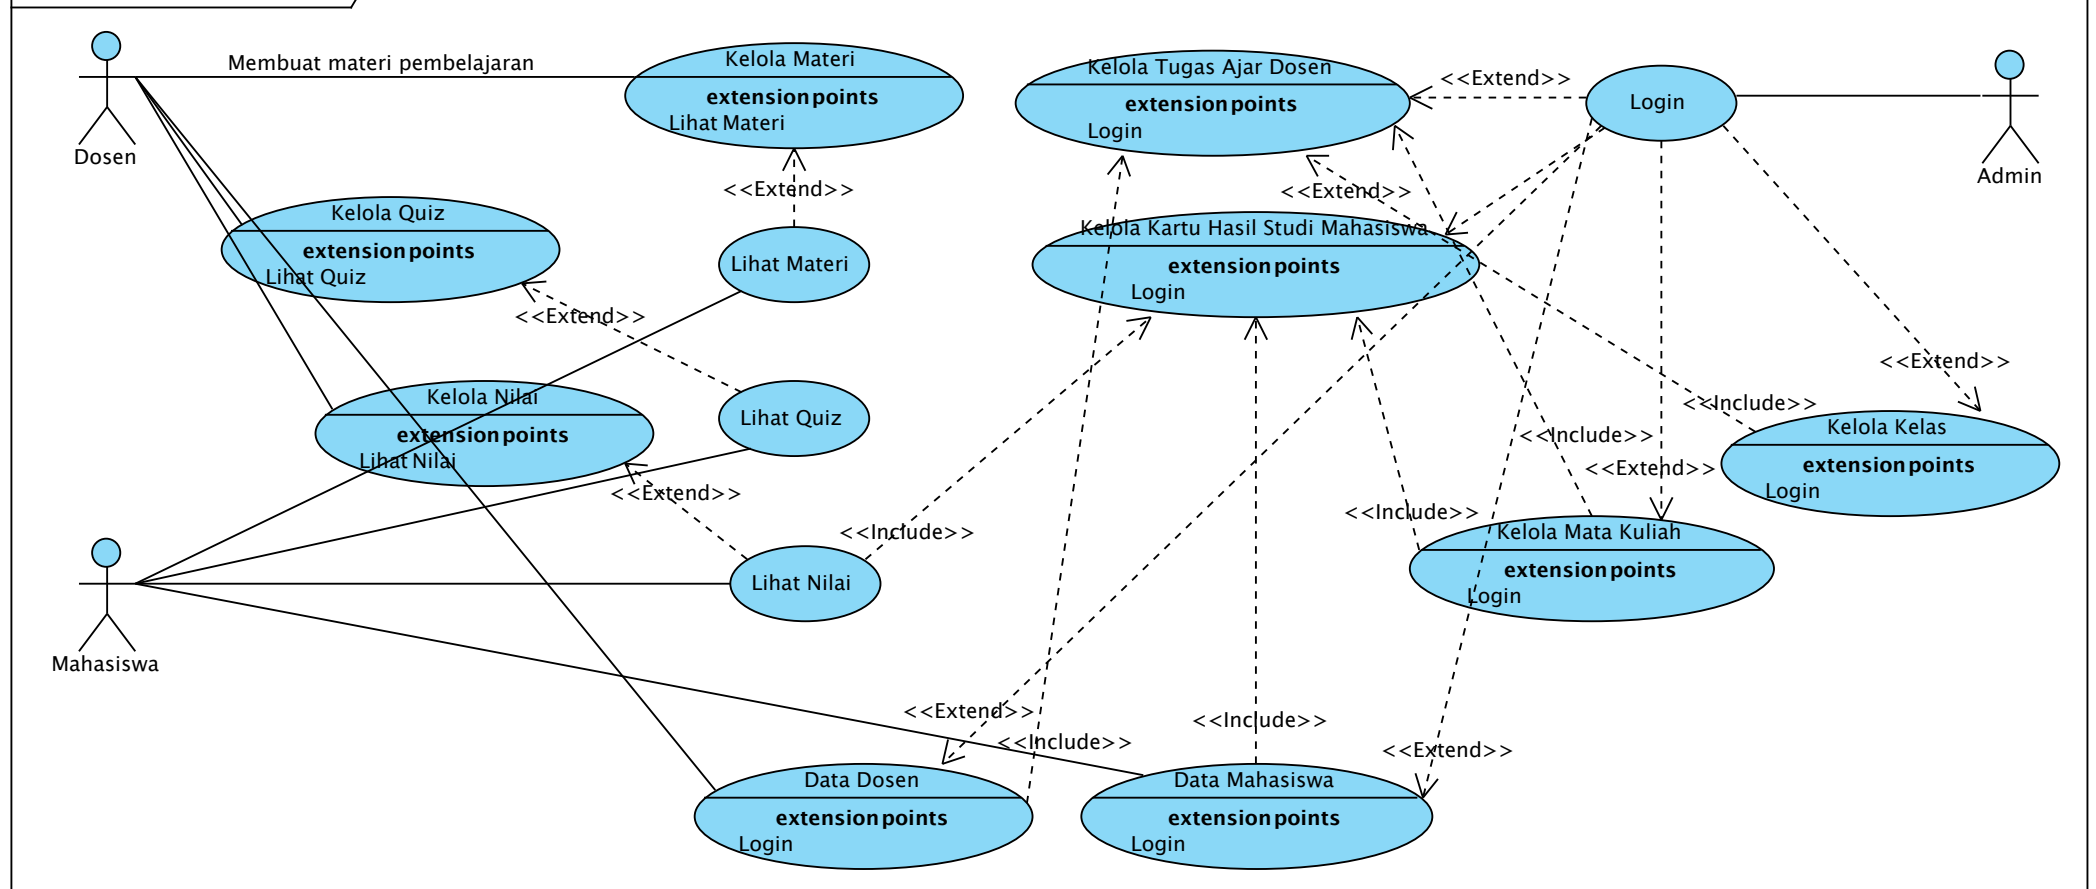 Membuat materi pembelajaran
Dosen
Kelola Materi
extension points
Lihat Materi
<<Extend>>
Lihat Materi
Kelola Quiz
extension points
Lihat Quiz
<<Extend>>
Lihat Quiz
Kelola Nilai
extension points
Lihat Nilai
<<Extend>>
Lihat Nilai
<<Include>>
Mahasiswa
Kelola Tugas Ajar Dosen
extension points
Login
<<Extend>>
Login
Admin
<<Extend>>
Kelola Kartu Hasil Studi Mahasiswa
extension points
Login
<<Extend>>
<<Include>>
Kelola Kelas
extension points
Login
<<Include>>
<<Extend>>
<<Include>>
Kelola Mata Kuliah
extension points
Login
<<Extend>>
<<Include>>
<<Include>>
<<Extend>>
Data Dosen
extension points
Login
Data Mahasiswa
extension points
Login